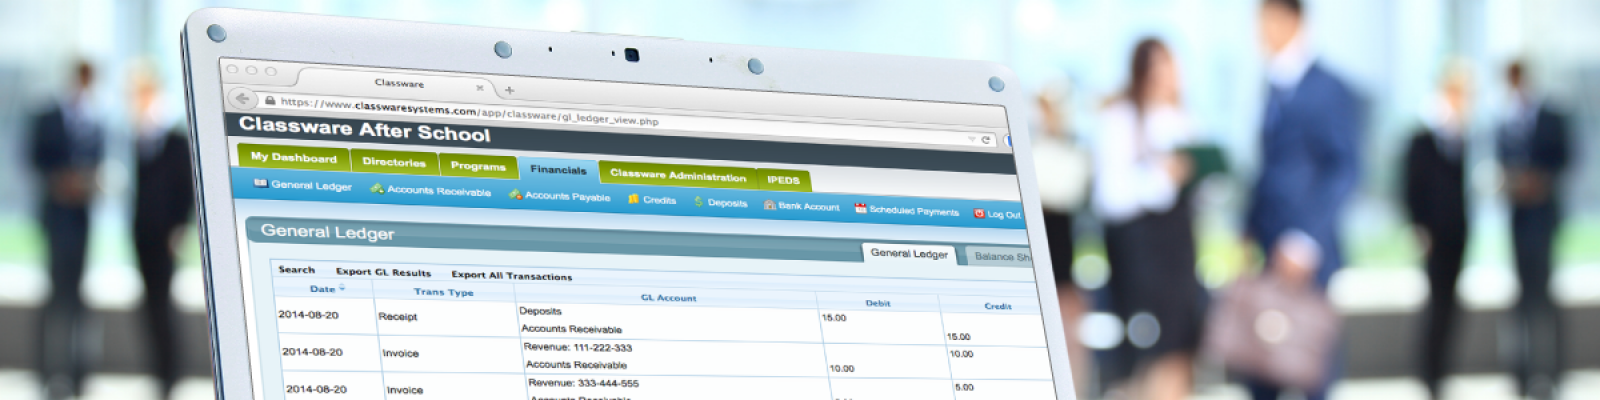 Classware
https://www.classwaresystems.com/app/classware/gl_ledger_view.php
Classware After School
My Dashboard Directories Programs Financials Classware Administration IPEDS
General Ledger Accounts Receivable Accounts Payable Credits Deposits Bank Account Scheduled Payments Log Out
General Ledger
General Ledger Balance
Search Export GL Results Export All Transactions
Date Trans Type GL Account Debit Credit
2014-08-20 Receipt Deposits 15.00
Accounts Receivable 15.00
2014-08-20 Invoice Revenue: 111-222-333 10.00
Accounts Receivable 10.00
2014-08-20 Invoice Revenue: 333-444-555 5.00